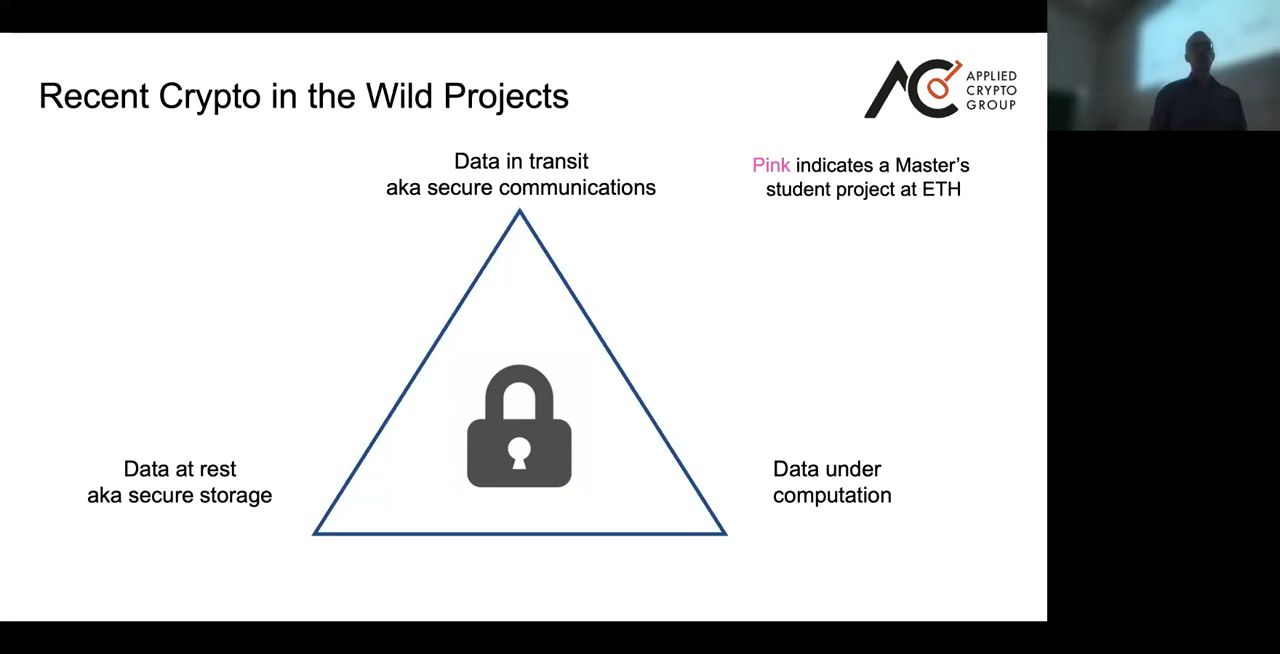 Recent Crypto in the Wild Projects
APPLIED
CRYPTO
GROUP
Data in transit
aka secure communications
Pink indicates a Master's
student project at ETH
Data at rest
aka secure storage
Data under
computation